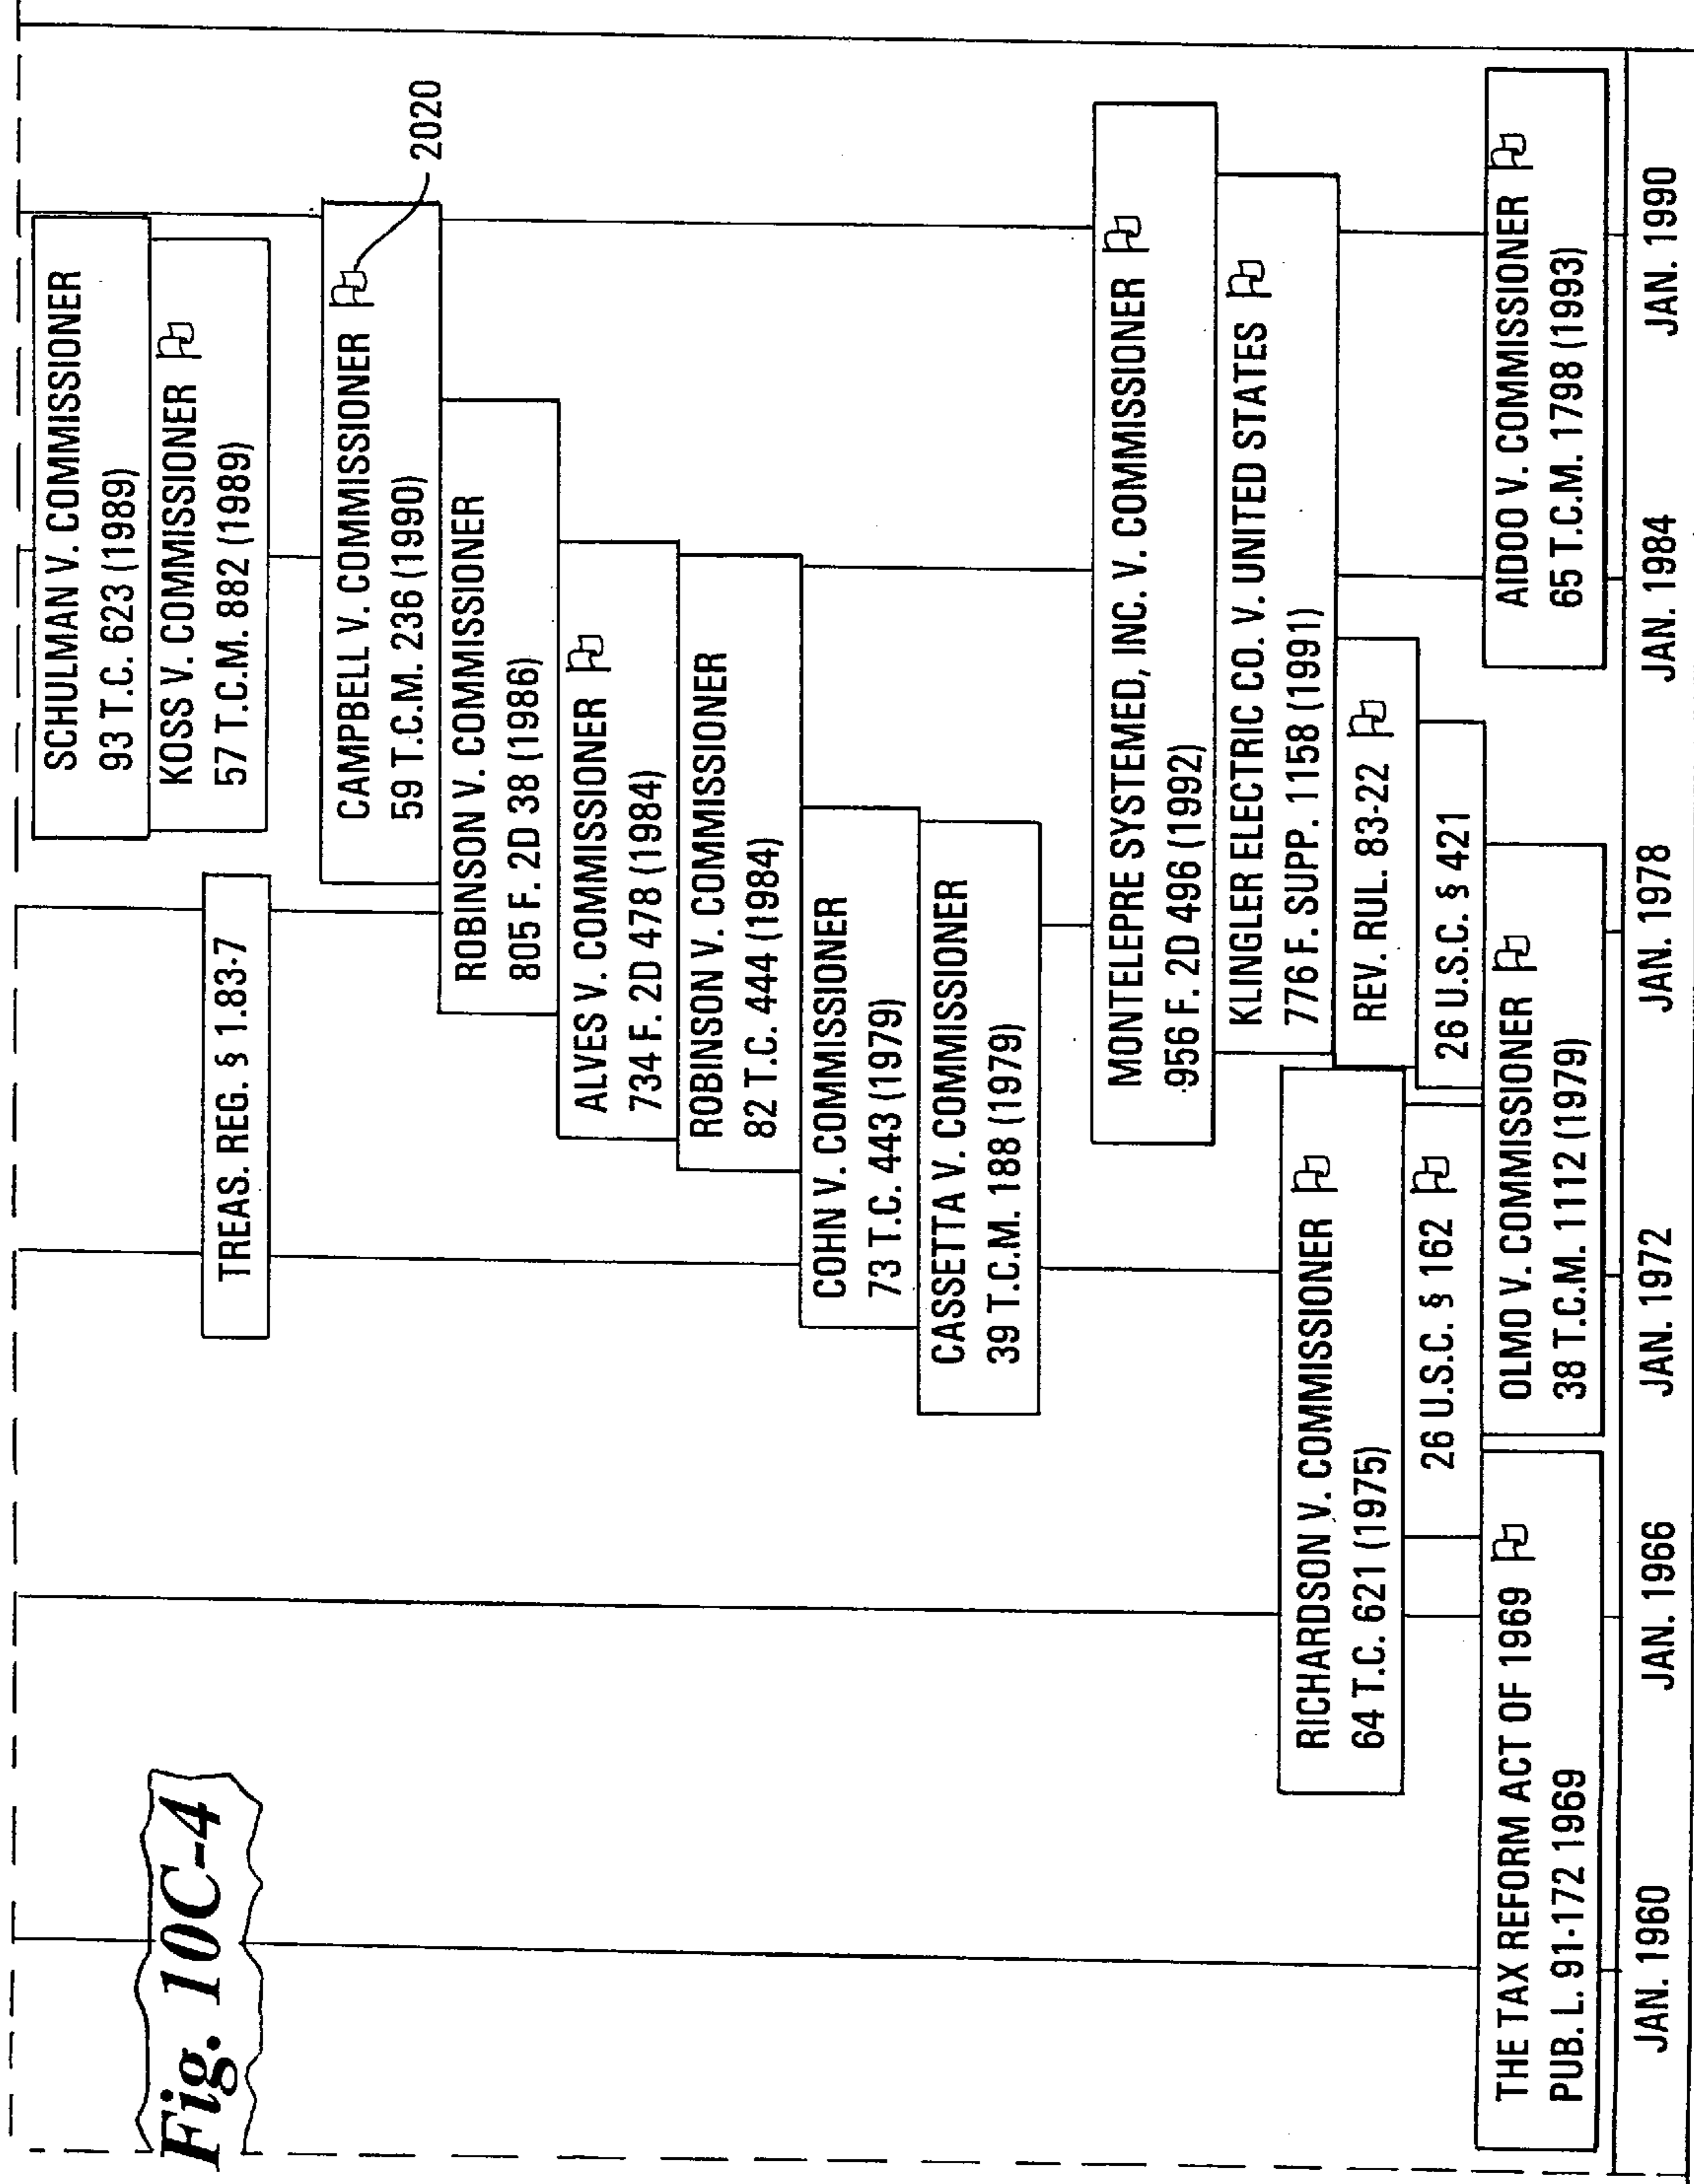 SCHULMAN V. COMMISSIONER
93 T.C. 623 (1989)
KOSS V. COMMISSIONER
57 T.C.M. 882 (1989)
TREAS. REG. § 1.83-7
Fig. 10C-4
CAMPBELL V. COMMISSIONER
59 T.C.M. 236 (1990)
2020
ROBINSON V. COMMISSIONER
805 F. 2D 38 (1986)
ALVES V. COMMISSIONER
734 F. 2D 478 (1984)
ROBINSON V. COMMISSIONER
82 T.C. 444 (1984)
COHN V. COMMISSIONER
73 T.C. 443 (1979)
CASSETTA V. COMMISSIONER
39 T.C.M. 188 (1979)
MONTELEPRE SYSTEMED, INC. V. COMMISSIONER
956 F. 2D 496 (1992)
KLINGLER ELECTRIC CO. V. UNITED STATES
776 F. SUPP. 1158 (1991)
RICHARDSON V. COMMISSIONER
64 T.C. 621 (1975)
REV. RUL. 83-22
26 U.S.C. § 162
26 U.S.C. § 421
THE TAX REFORM ACT OF 1969
PUB. L. 91-172 1969
OLMO V. COMMISSIONER
38 T.C.M. 1112 (1979)
AIDOO V. COMMISSIONER
65 T.C.M. 1798 (1993)
JAN. 1960 JAN. 1966 JAN. 1972 JAN. 1978 JAN. 1984 JAN. 1990